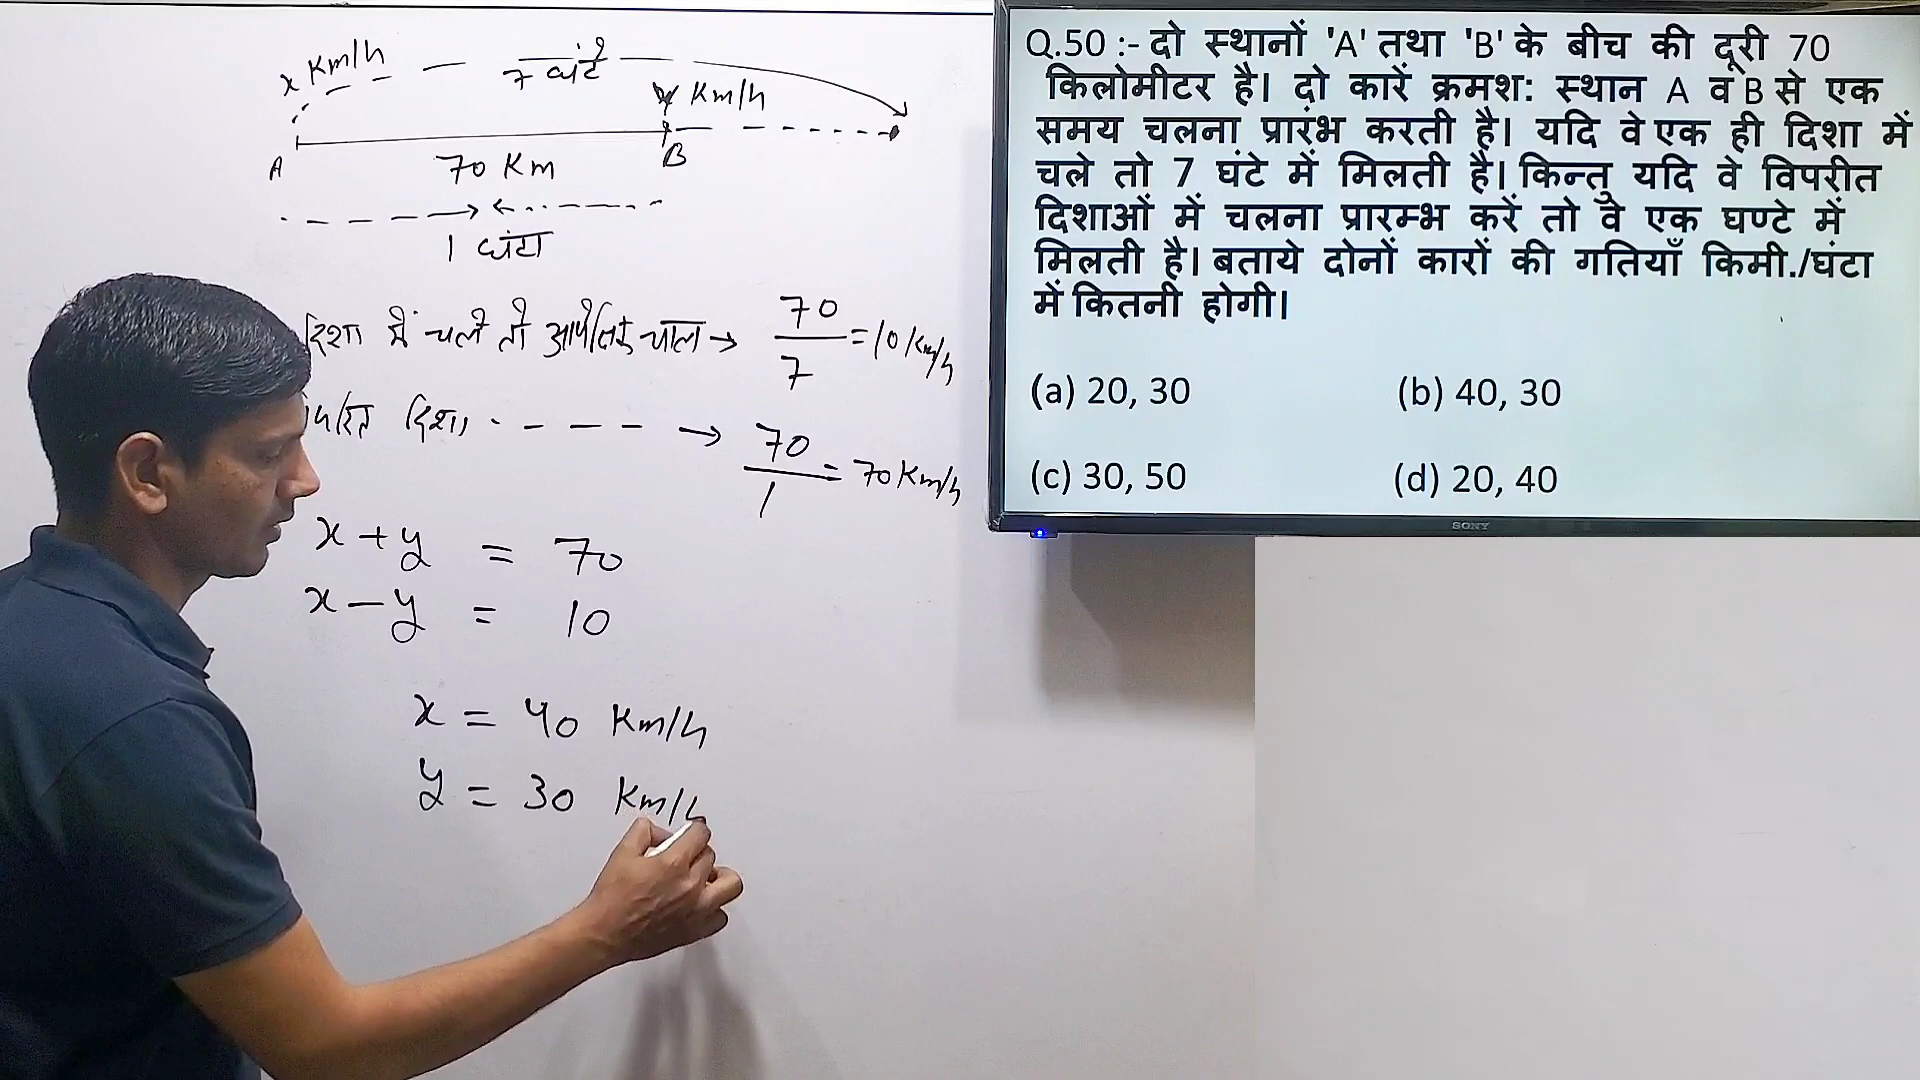 x Km/h
7 घंटे
y Km/h
A
B
70 Km
1 घंटा
दिशा में चले तो आपेक्षिक चाल → 70/7 = 10 Km/h
दिशा - - - - → 70/1 = 70 Km/h
x + y = 70
x - y = 10
x = 40 Km/h
y = 30 Km/h
Q.50 :- दो स्थानों 'A' तथा 'B' के बीच की दूरी 70
किलोमीटर है। दो कारें क्रमश: स्थान A व B से एक
समय चलना प्रारंभ करती है। यदि वे एक ही दिशा में
चले तो 7 घंटे में मिलती है। किन्तु यदि वे विपरीत
दिशाओं में चलना प्रारम्भ करें तो वे एक घण्टे में
मिलती है। बताये दोनों कारों की गतियाँ किमी./घंटा
में कितनी होगी।
(a) 20, 30
(b) 40, 30
(c) 30, 50
(d) 20, 40
SONY